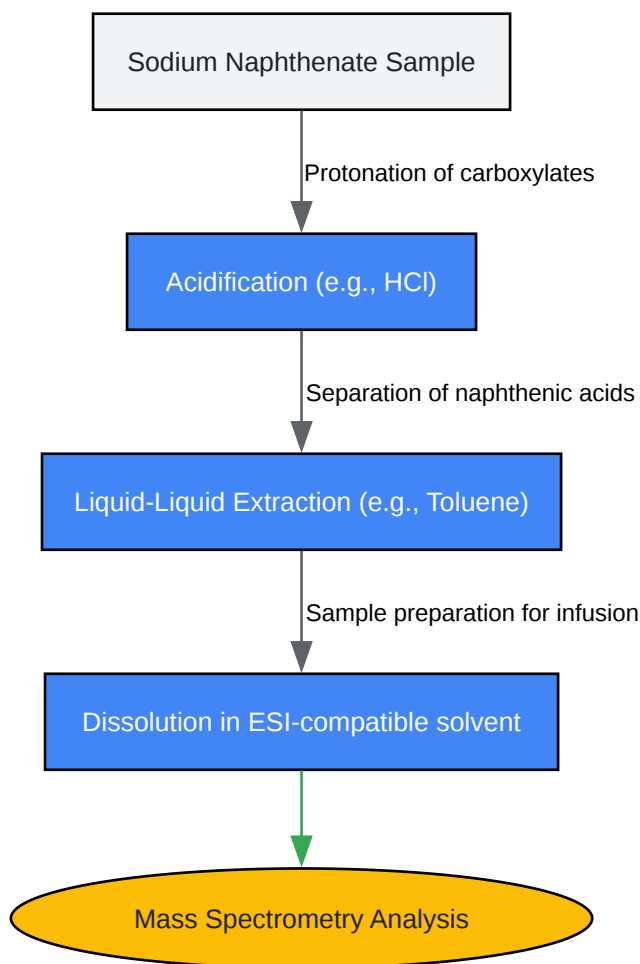 Sodium Naphthenate Sample
Protonation of carboxylates
Acidification (e.g., HCl)
Separation of naphthenic acids
Liquid-Liquid Extraction (e.g., Toluene)
Sample preparation for infusion
Dissolution in ESI-compatible solvent
Mass Spectrometry Analysis